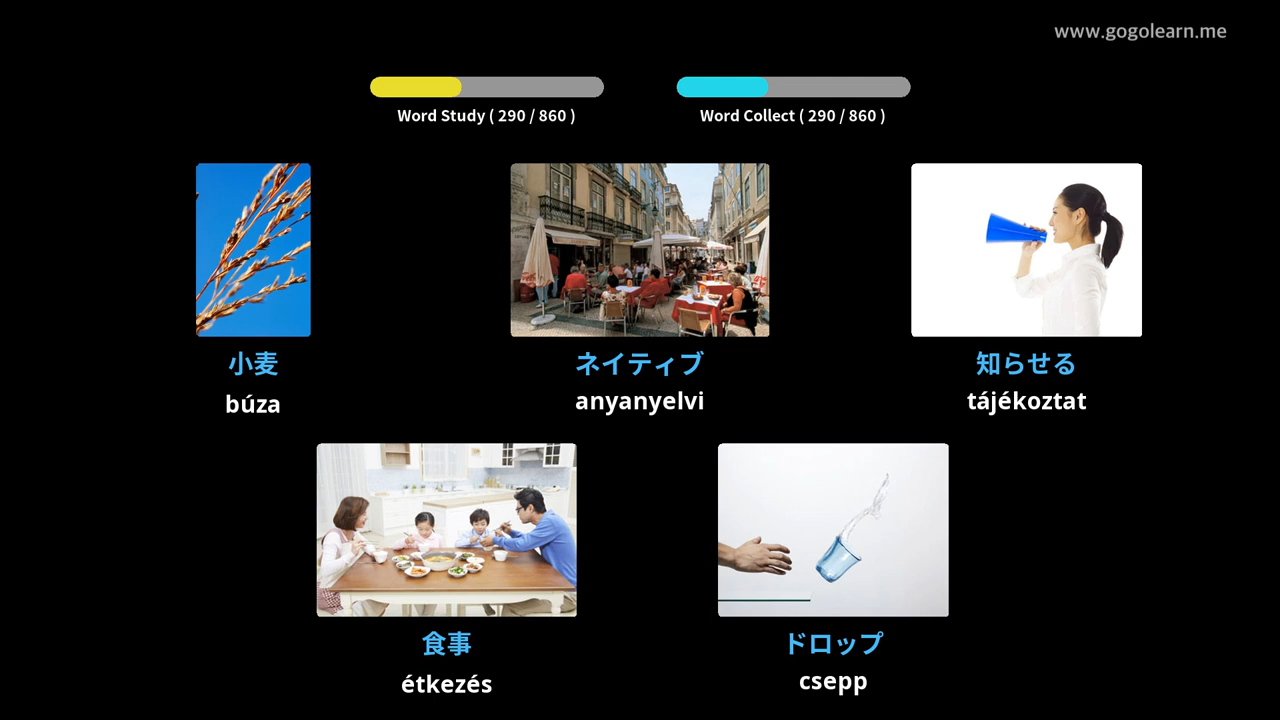 www.gogolearn.me
Word Study ( 290 / 860 )
Word Collect ( 290 / 860 )
小麦
búza
ネイティブ
anyanyelvi
知らせる
tájékoztat
食事
étkezés
ドロップ
csepp